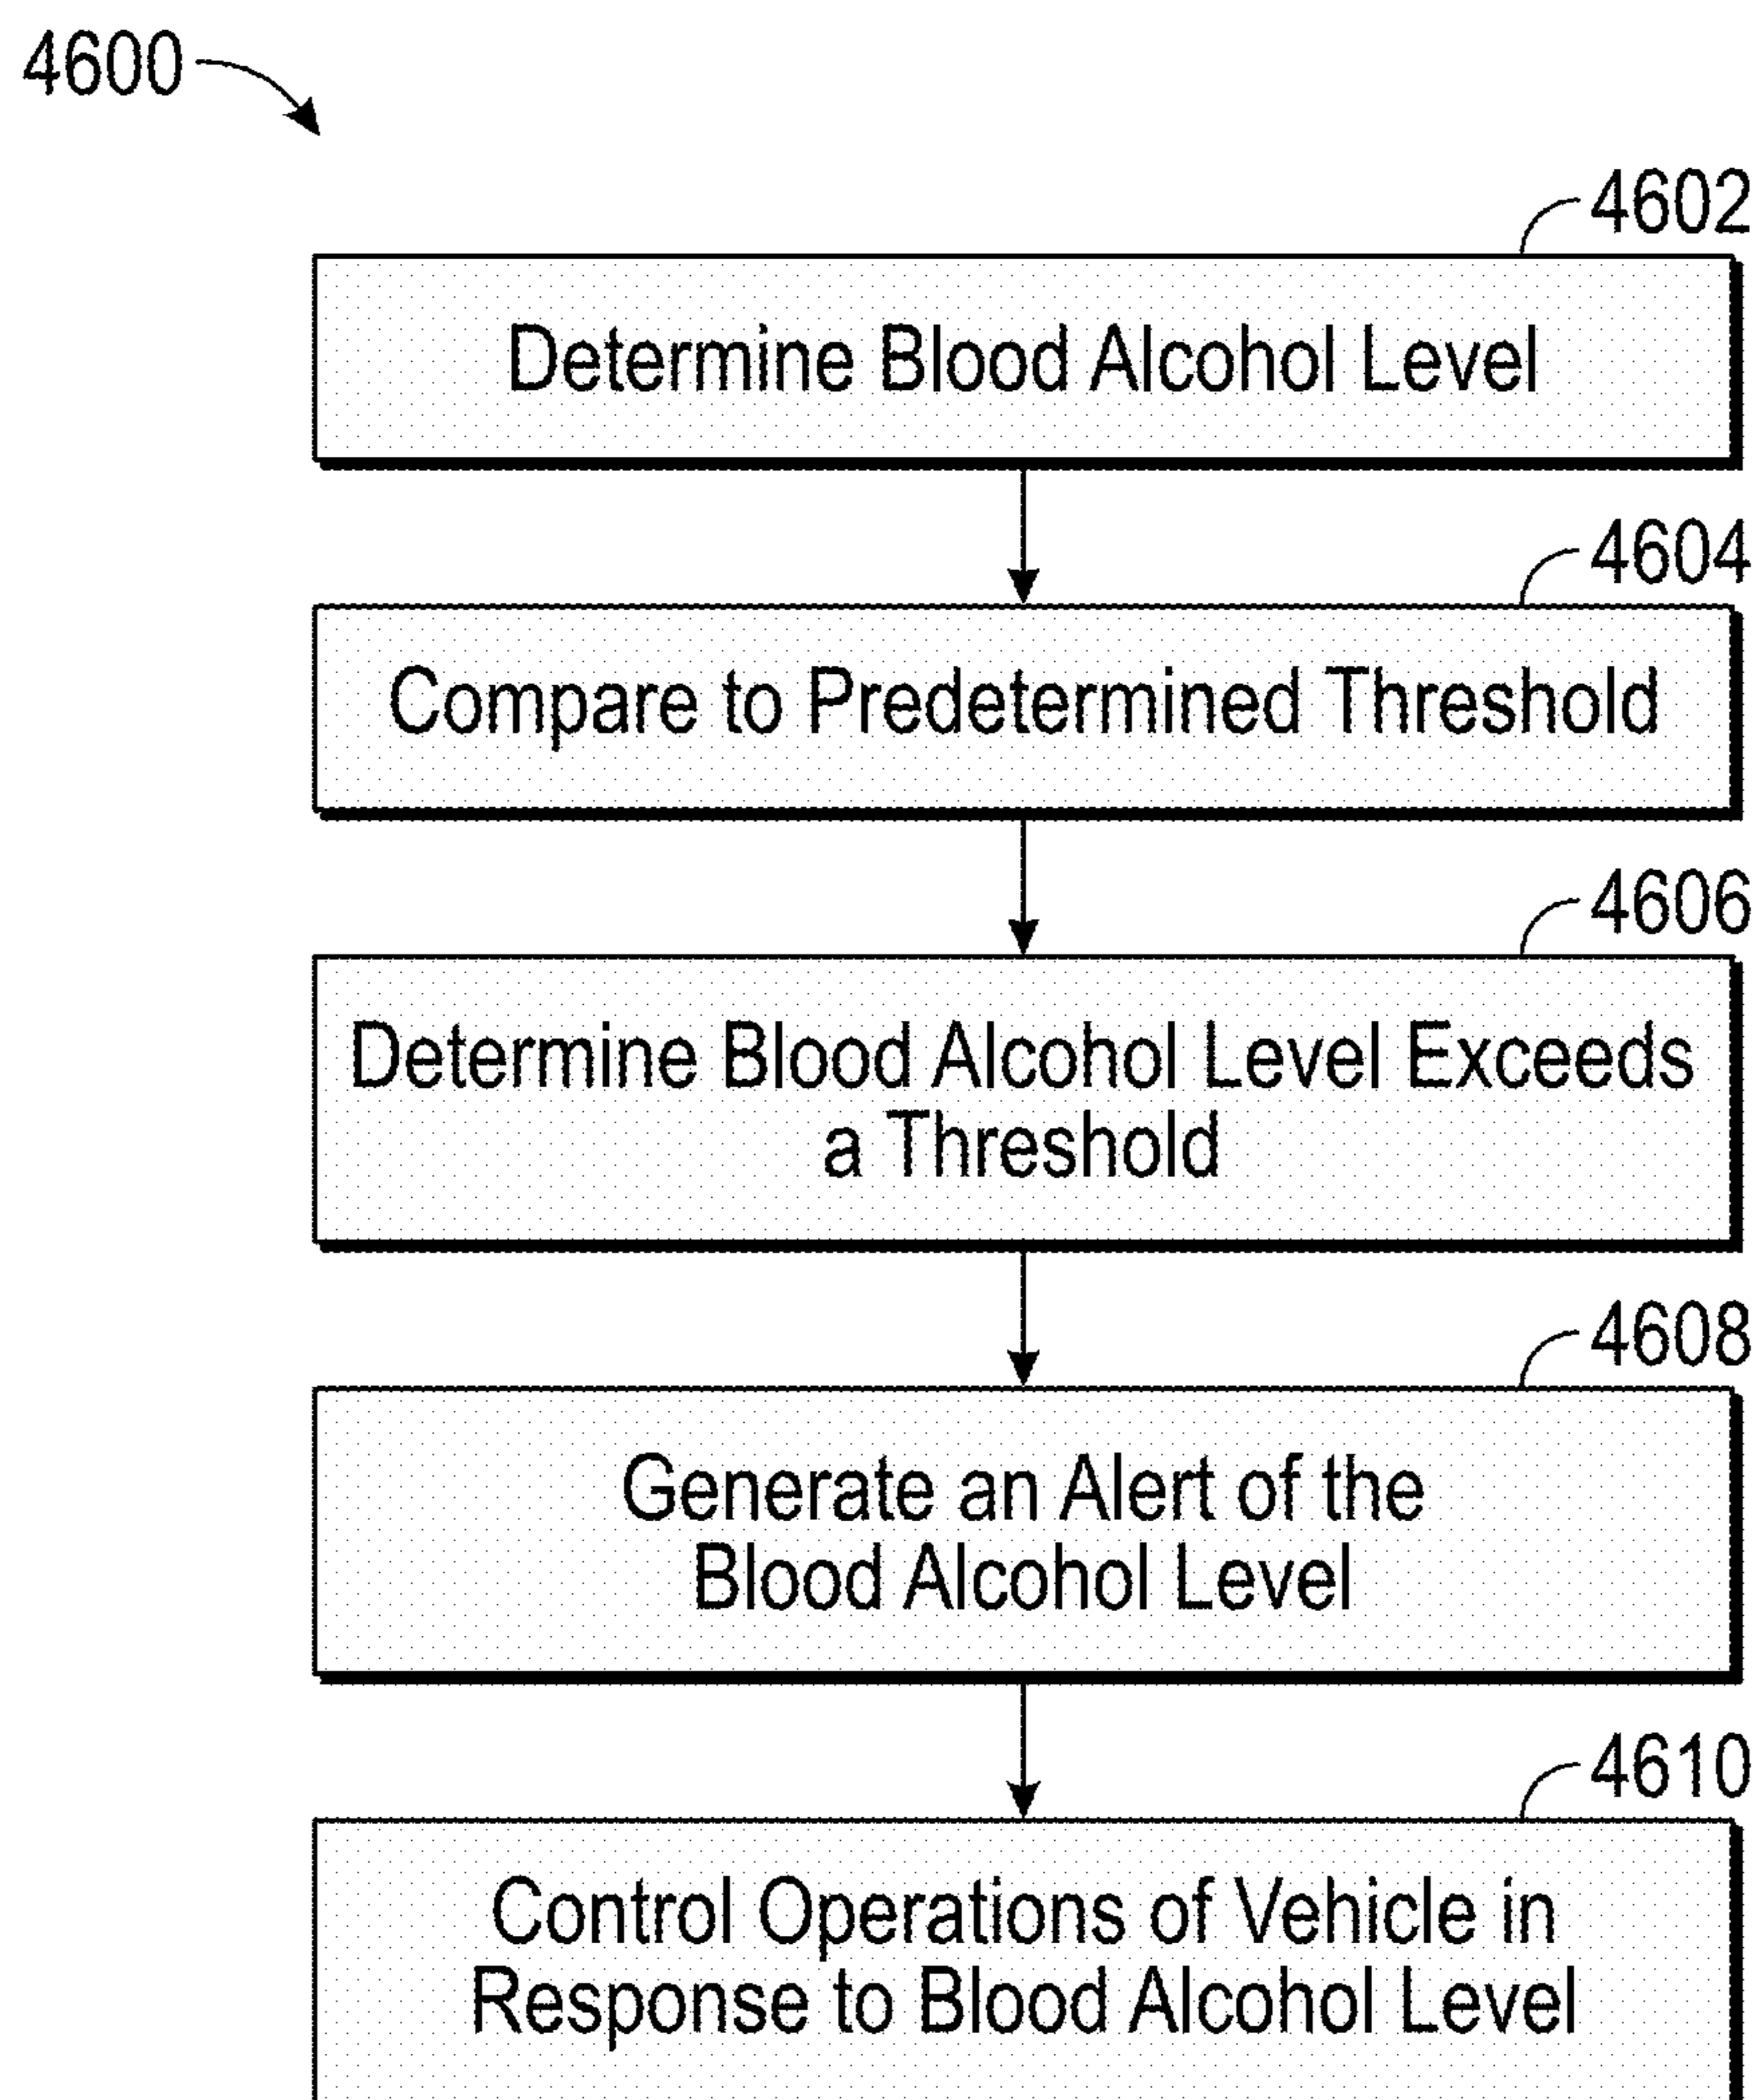 4600
4602
Determine Blood Alcohol Level
4604
Compare to Predetermined Threshold
4606
Determine Blood Alcohol Level Exceeds
a Threshold
4608
Generate an Alert of the
Blood Alcohol Level
4610
Control Operations of Vehicle in
Response to Blood Alcohol Level